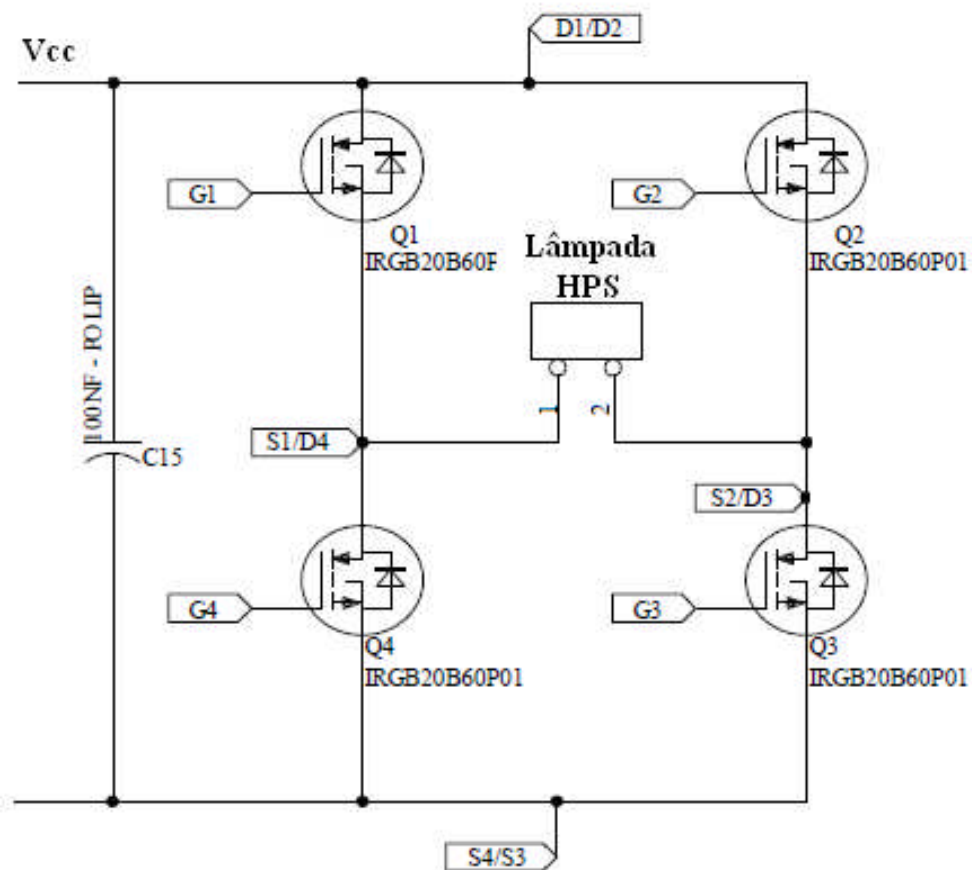 D1/D2
Vcc
G1
G2
Q1
IRGB20B60P
Q2
IRGB20B60P01
Lâmpada
HPS
100NF - POLIP
1
2
S1/D4
C15
S2/D3
G4
G3
Q4
IRGB20B60P01
Q3
IRGB20B60P01
S4/S3